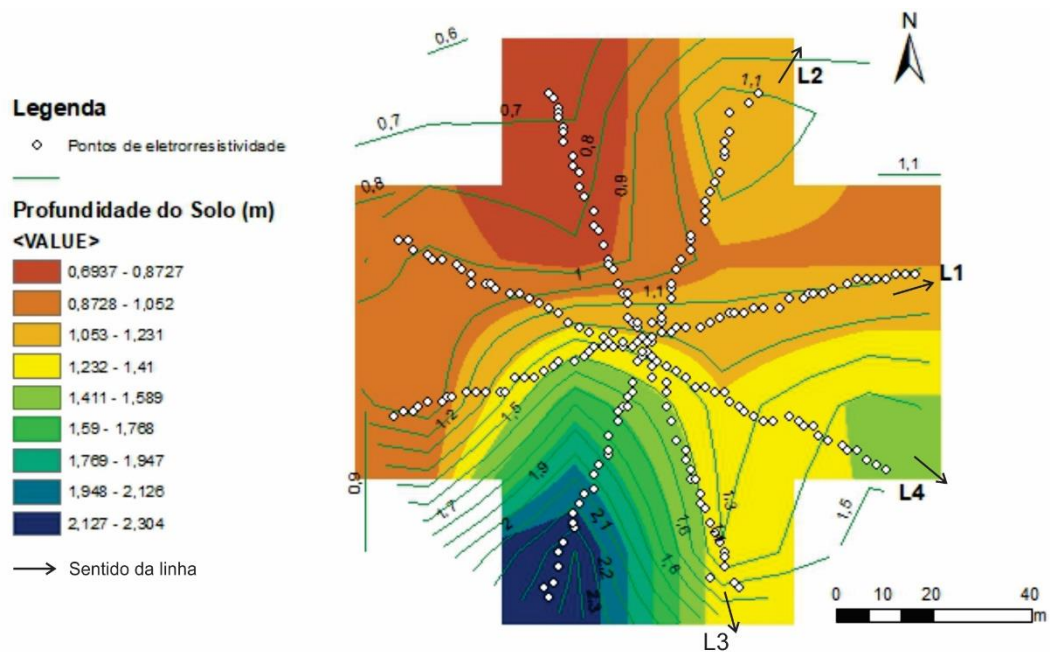 Legenda
Pontos de eletrorresistividade
Profundidade do Solo (m)
<VALUE>
0,6937 - 0,8727
0,8728 - 1,052
1,053 - 1,231
1,232 - 1,41
1,411 - 1,589
1,59 - 1,768
1,769 - 1,947
1,948 - 2,126
2,127 - 2,304
Sentido da linha
N
0,6
L2
1,1
0,7
0,7
0,8
0,9
1,1
0,8
1
1,1
L1
1,2
1,5
0,9
1,7
1,9
2
2,1
2,2
2,3
1,6
1,8
1,3
1,5
L4
L3
0 10 20 40
m